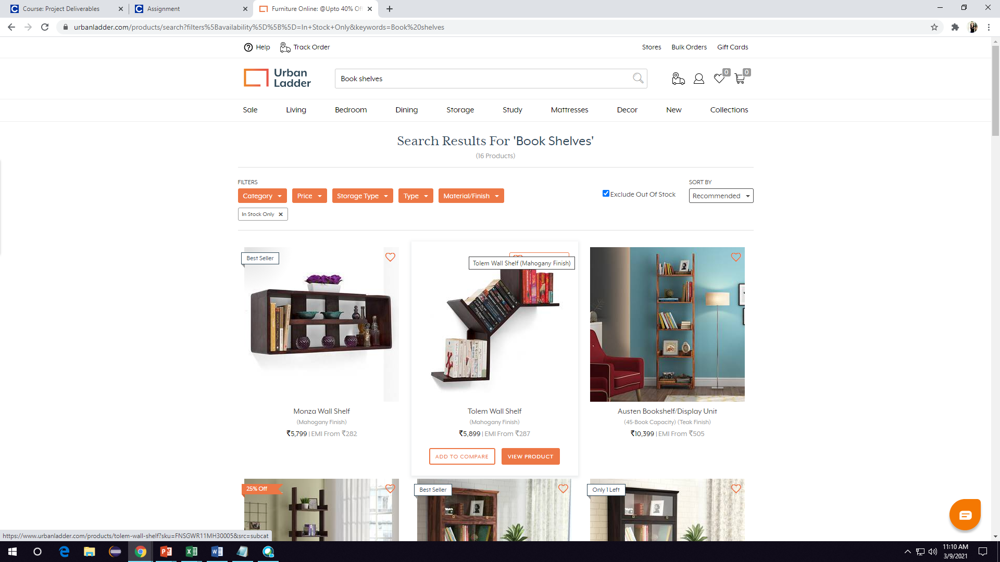 Course: Project Deliverables
Assignment
Furniture Online: @Upto 40% Of
urbanladder.com/products/search?filters%5Bavailability%5D%5B%5D=In+Stock+Only&keywords=Book%20shelves
Help Track Order Stores Bulk Orders Gift Cards
Urban
Ladder
Book shelves
0 0
Sale Living Bedroom Dining Storage Study Mattresses Decor New Collections
Search Results For 'Book Shelves'
(16 Products)
FILTERS SORT BY
Category Price Storage Type Type Material/Finish Exclude Out Of Stock Recommended
In Stock Only
Best Seller
Tolem Wall Shelf (Mahogany Finish)
Monza Wall Shelf
(Mahogany Finish)
₹5,799 | EMI From ₹282
Tolem Wall Shelf
(Mahogany Finish)
₹5,899 | EMI From ₹287
ADD TO COMPARE VIEW PRODUCT
Austen Bookshelf/Display Unit
(45-Book Capacity) (Teak Finish)
₹10,399 | EMI From ₹505
25% Off
Best Seller
Only 1 Left
https://www.urbanladder.com/products/tolem-wall-shelf?sku=FNSGWR11MH30005&src=subcat
11:10 AM
3/9/2021